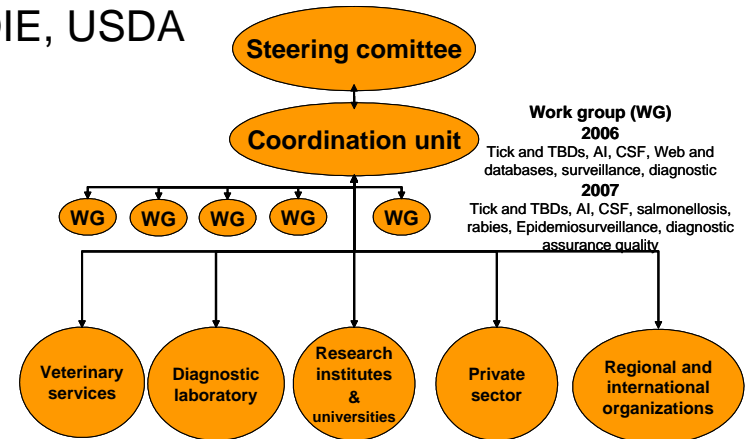 OIE, USDA
Steering comittee
Coordination unit
Work group (WG)
2006
Tick and TBDs, AI, CSF, Web and
databases, surveillance, diagnostic
2007
Tick and TBDs, AI, CSF, salmonellosis,
rabies, Epidemiosurveillance, diagnostic
assurance quality
WG
WG
WG
WG
WG
Veterinary
services
Diagnostic
laboratory
Research
institutes
&
universities
Private
sector
Regional and
international
organizations